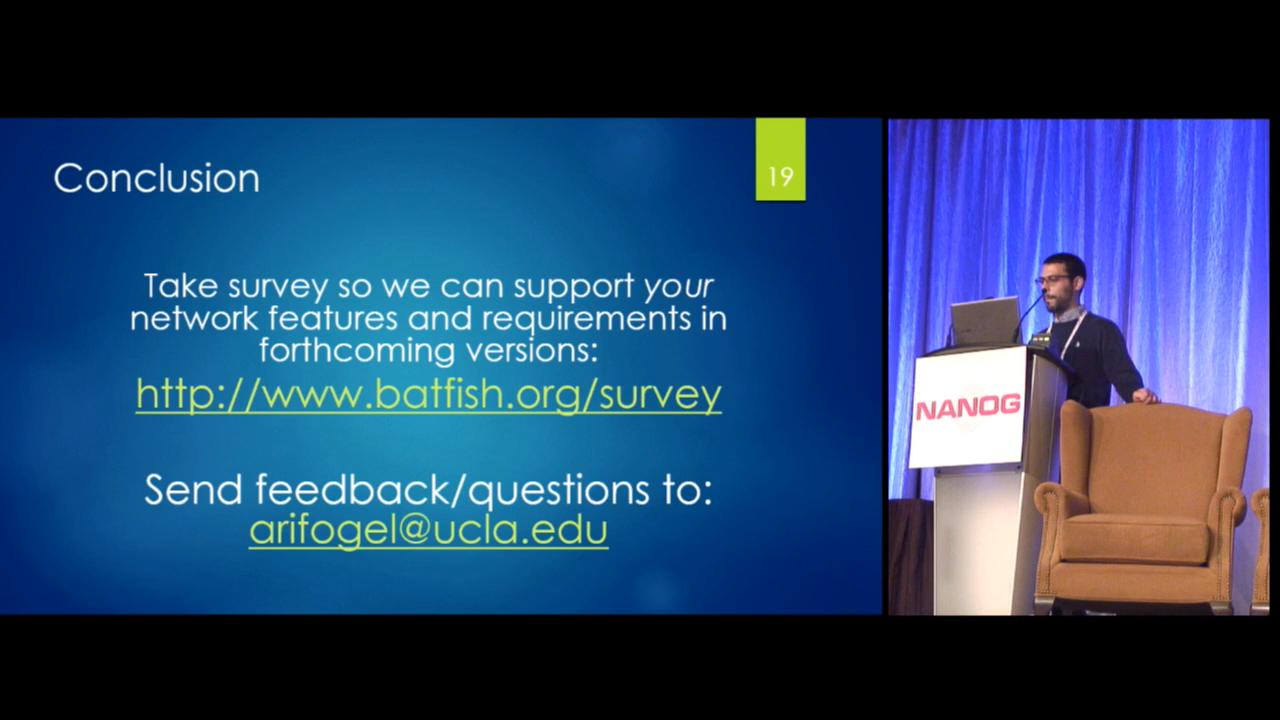 Conclusion
19
Take survey so we can support your
network features and requirements in
forthcoming versions:
http://www.batfish.org/survey
Send feedback/questions to:
arifogel@ucla.edu
NANOG